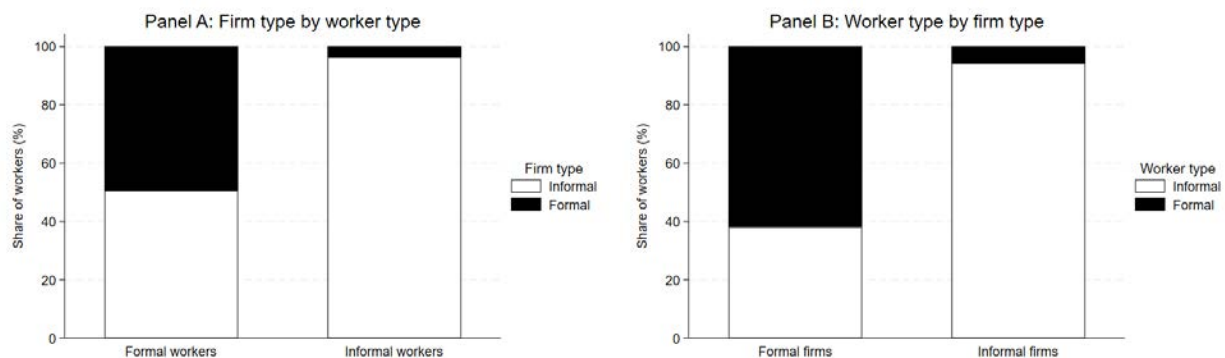 Panel A: Firm type by worker type
100
80
60
40
20
0
Share of workers (%)
Formal workers
Informal workers
Firm type
Informal
Formal
Panel B: Worker type by firm type
100
80
60
40
20
0
Share of workers (%)
Formal firms
Informal firms
Worker type
Informal
Formal